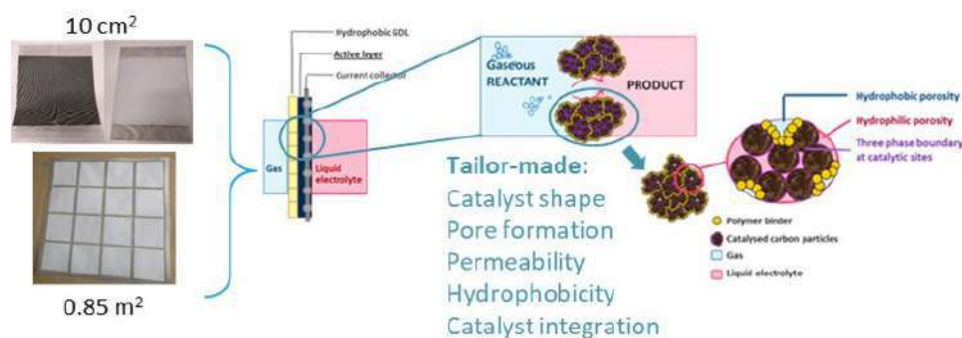 10 cm²
0.85 m²
Hydrophobic GDL
Active layer
Current collector
Gas
Liquid
electrolyte
Gaseous
REACTANT
PRODUCT
Tailor-made:
Catalyst shape
Pore formation
Permeability
Hydrophobicity
Catalyst integration
Hydrophobic porosity
Hydrophilic porosity
Three phase boundary
at catalytic sites
Polymer binder
Catalysed carbon particles
Gas
Liquid electrolyte